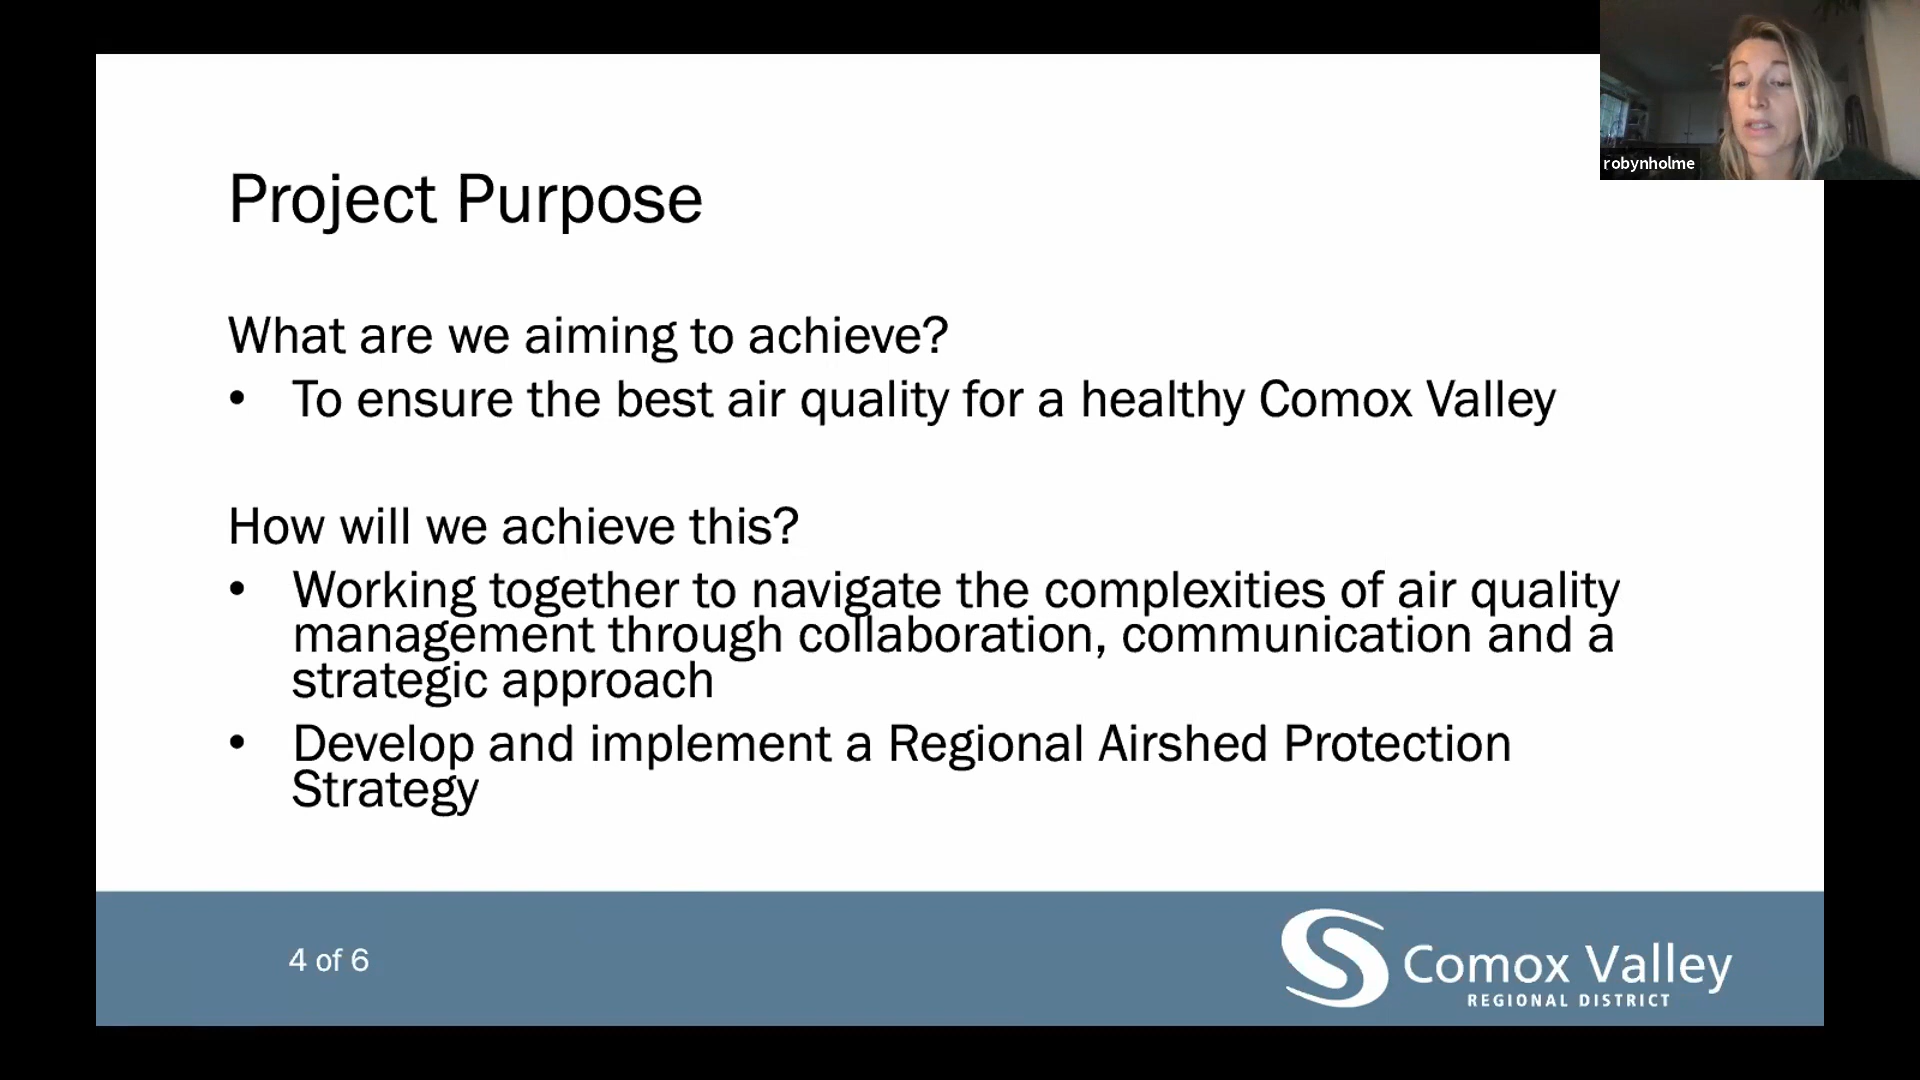 robynholme
Project Purpose
What are we aiming to achieve?
• To ensure the best air quality for a healthy Comox Valley
How will we achieve this?
• Working together to navigate the complexities of air quality
management through collaboration, communication and a
strategic approach
• Develop and implement a Regional Airshed Protection
Strategy
4 of 6
Comox Valley
REGIONAL DISTRICT